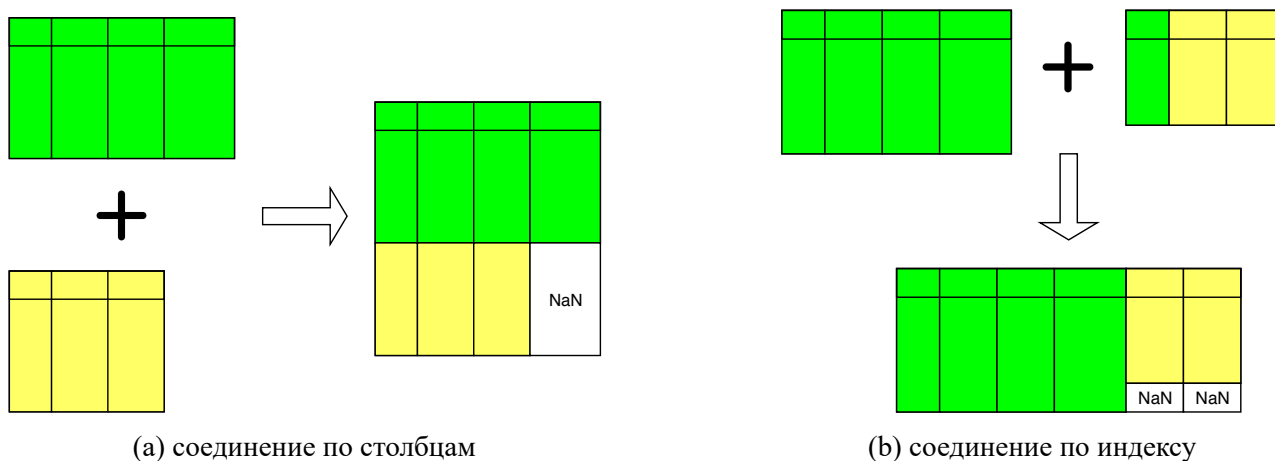 NaN
NaN
NaN
(a) соединение по столбцам
(b) соединение по индексу